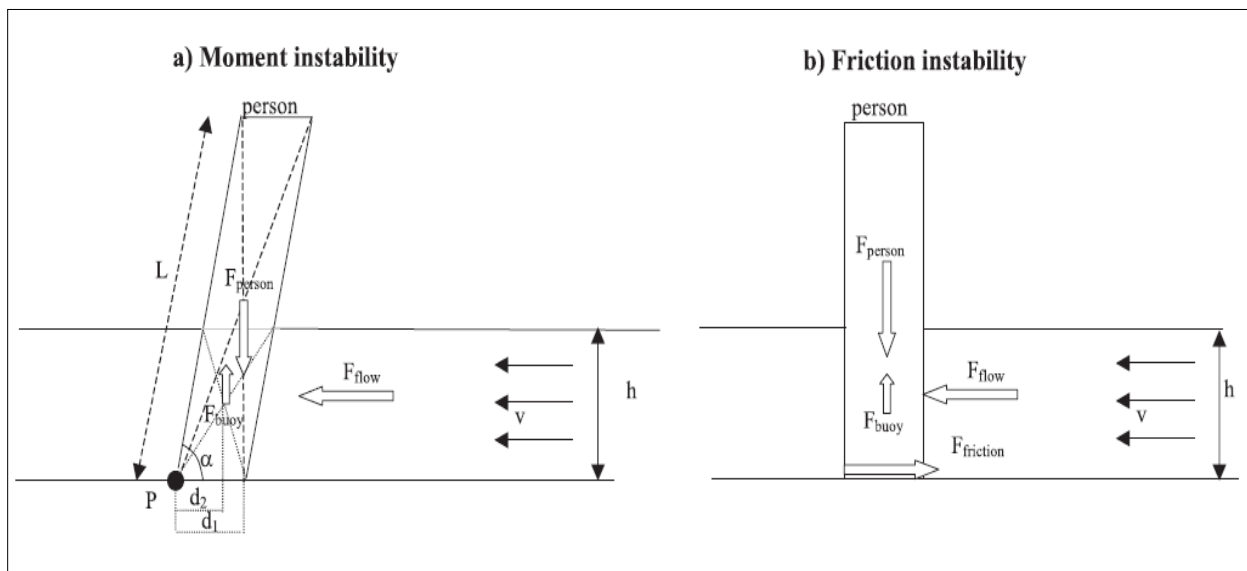 a) Moment instability
person
L
F_person
F_flow
F_buoy
v
h
α
P
d_2
d_1
b) Friction instability
person
F_person
F_flow
F_buoy
v
h
F_friction